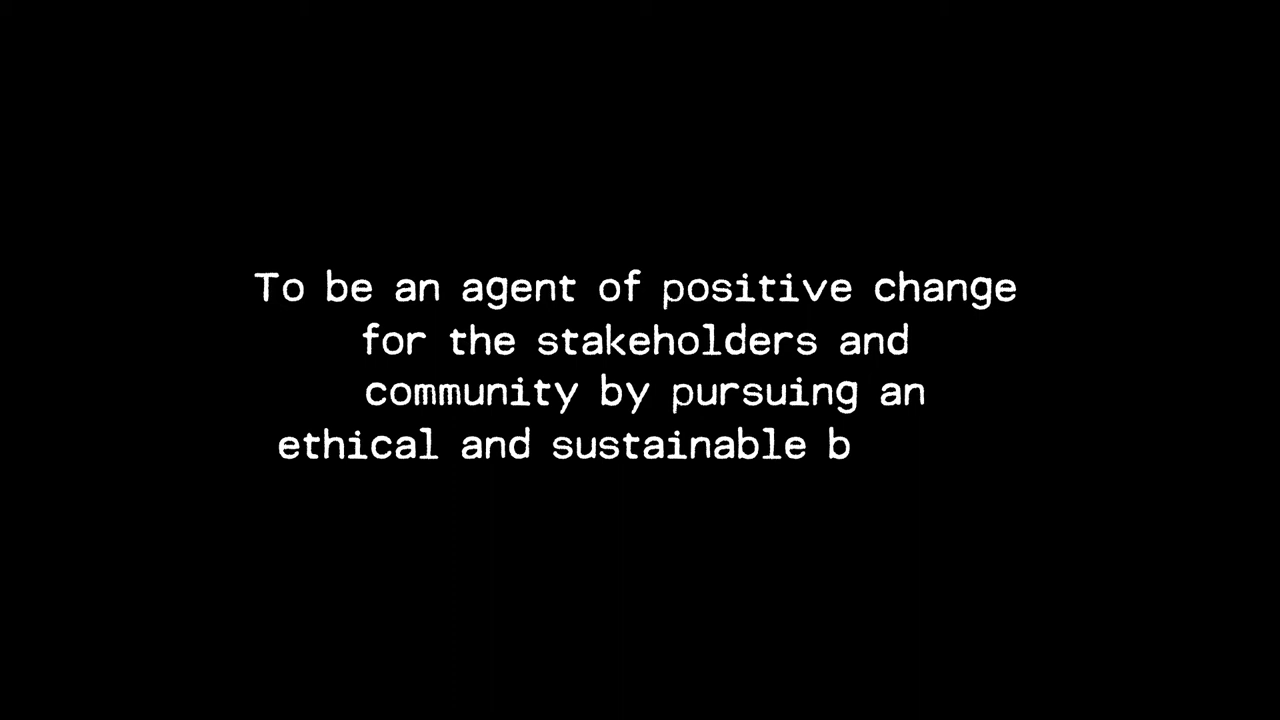 To be an agent of positive change
for the stakeholders and
community by pursuing an
ethical and sustainable b